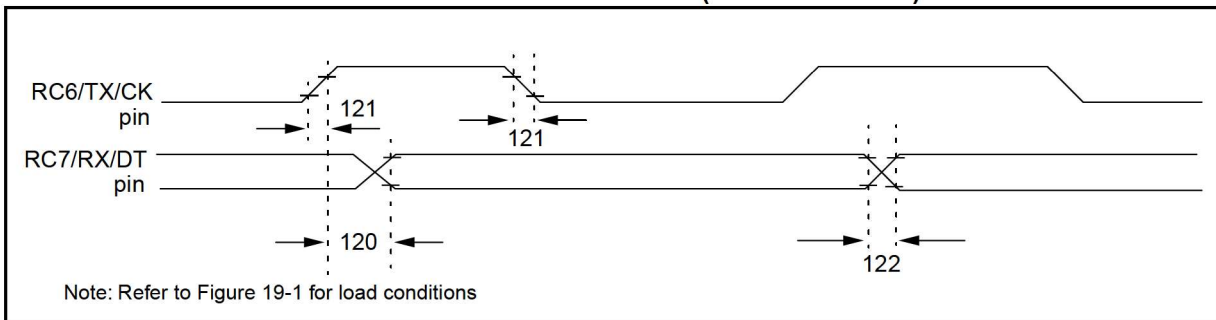 RC6/TX/CK
pin
121
121
RC7/RX/DT
pin
120
122
Note: Refer to Figure 19-1 for load conditions